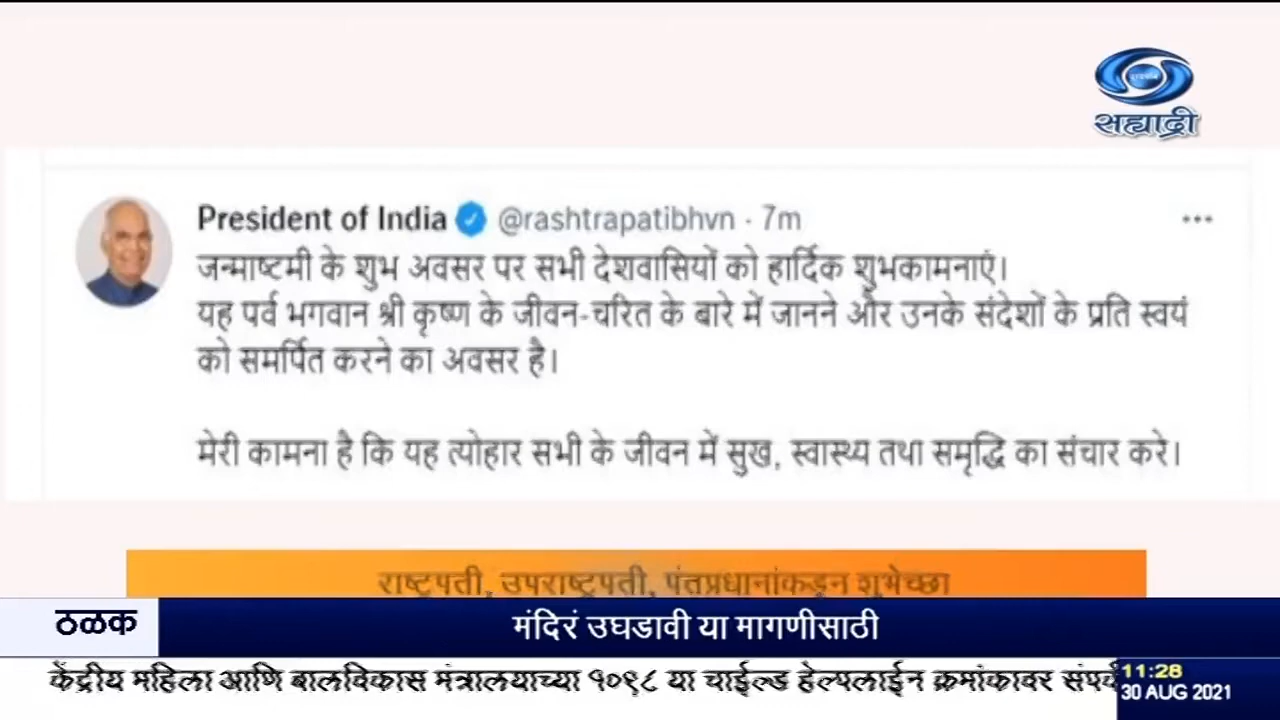 सह्याद्री
President of India @rashtrapatibhvn · 7m
जन्माष्टमी के शुभ अवसर पर सभी देशवासियों को हार्दिक शुभकामनाएं।
यह पर्व भगवान श्री कृष्ण के जीवन-चरित के बारे में जानने और उनके संदेशों के प्रति स्वयं
को समर्पित करने का अवसर है।
मेरी कामना है कि यह त्योहार सभी के जीवन में सुख, स्वास्थ्य तथा समृद्धि का संचार करे।
राष्ट्रपती, उपराष्ट्रपती, पंतप्रधानांकडून शुभेच्छा
ठळक
मंदिरं उघडावी या मागणीसाठी
केंद्रीय महिला आणि बालविकास मंत्रालयाच्या १०९८ या चाईल्ड हेल्पलाईन क्रमांकावर संपर्क
11:28
30 AUG 2021